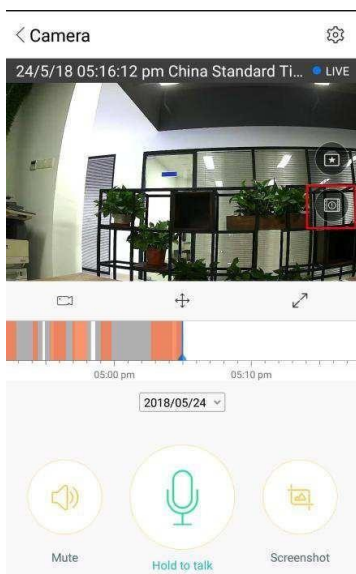 Camera
24/5/18 05:16:12 pm China Standard Ti... LIVE
05:00 pm 05:10 pm
2018/05/24
Mute
Hold to talk
Screenshot